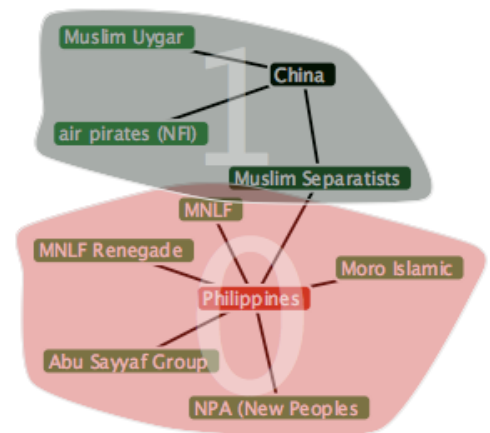 Muslim Uygar
1
China
air pirates (NFI)
Muslim Separatists
MNLF
MNLF Renegade
0
Moro Islamic
Philippines
Abu Sayyaf Group
NPA (New Peoples